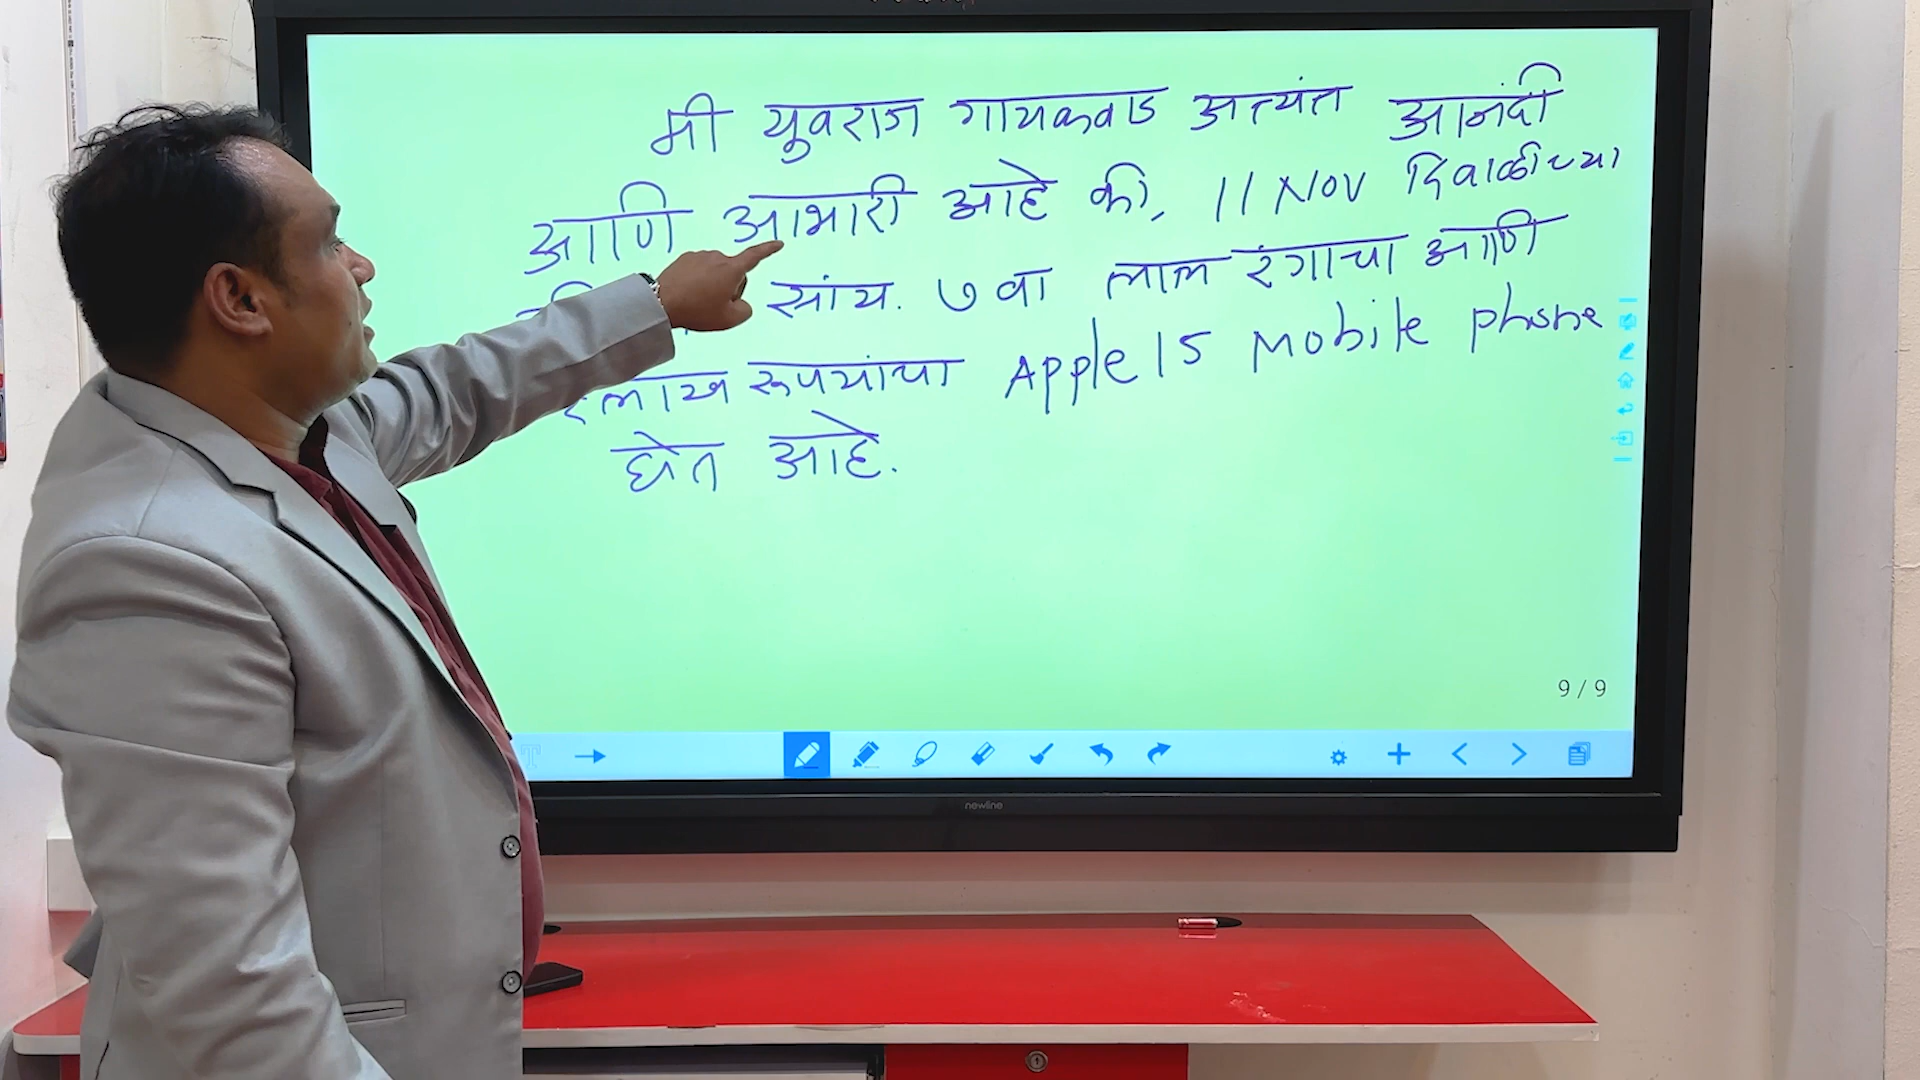 मी युवराज गायकवाड अत्यंत आनंदी
आणि आभारी आहे की, 11 Nov दिवाळीच्या
सांय. ७ वा लाल रंगाचा आणि
लाख रूपयांचा Apple 15 Mobile phone
घेत आहे.
9 / 9
newline